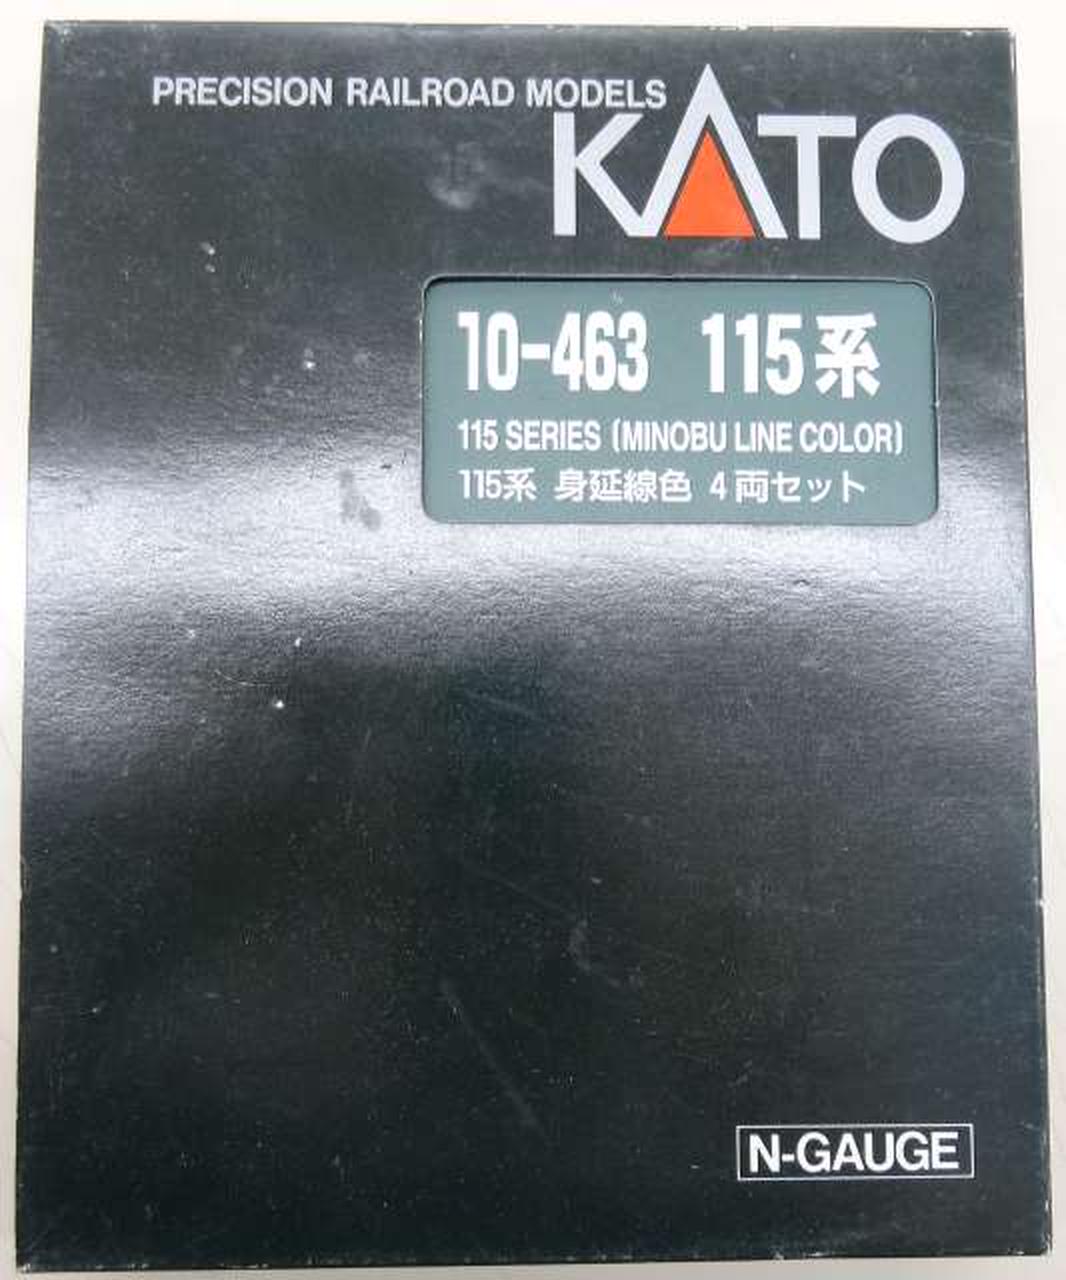 PRECISION RAILROAD MODELS
KATO
10-463 115系
115 SERIES (MINOBU LINE COLOR)
115系 身延線色 4両セット
N-GAUGE